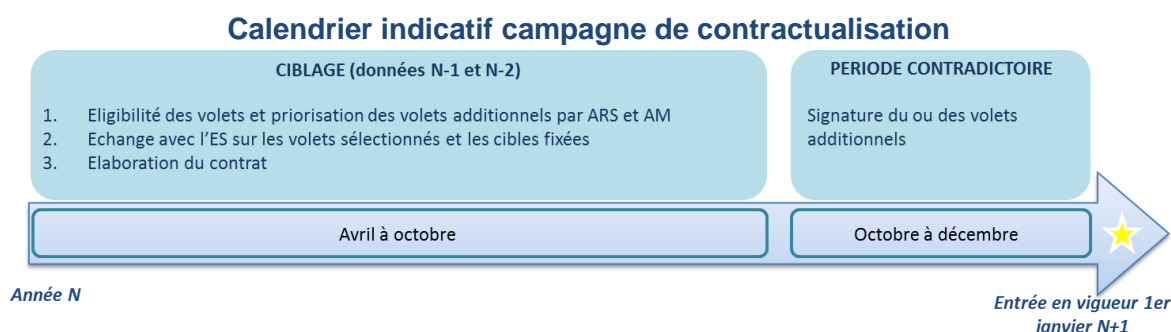 Calendrier indicatif campagne de contractualisation
CIBLAGE (données N-1 et N-2)
1. Eligibilité des volets et priorisation des volets additionnels par ARS et AM
2. Echange avec l’ES sur les volets sélectionnés et les cibles fixées
3. Elaboration du contrat
PERIODE CONTRADICTOIRE
Signature du ou des volets
additionnels
Avril à octobre
Octobre à décembre
Année N
Entrée en vigueur 1er
janvier N+1